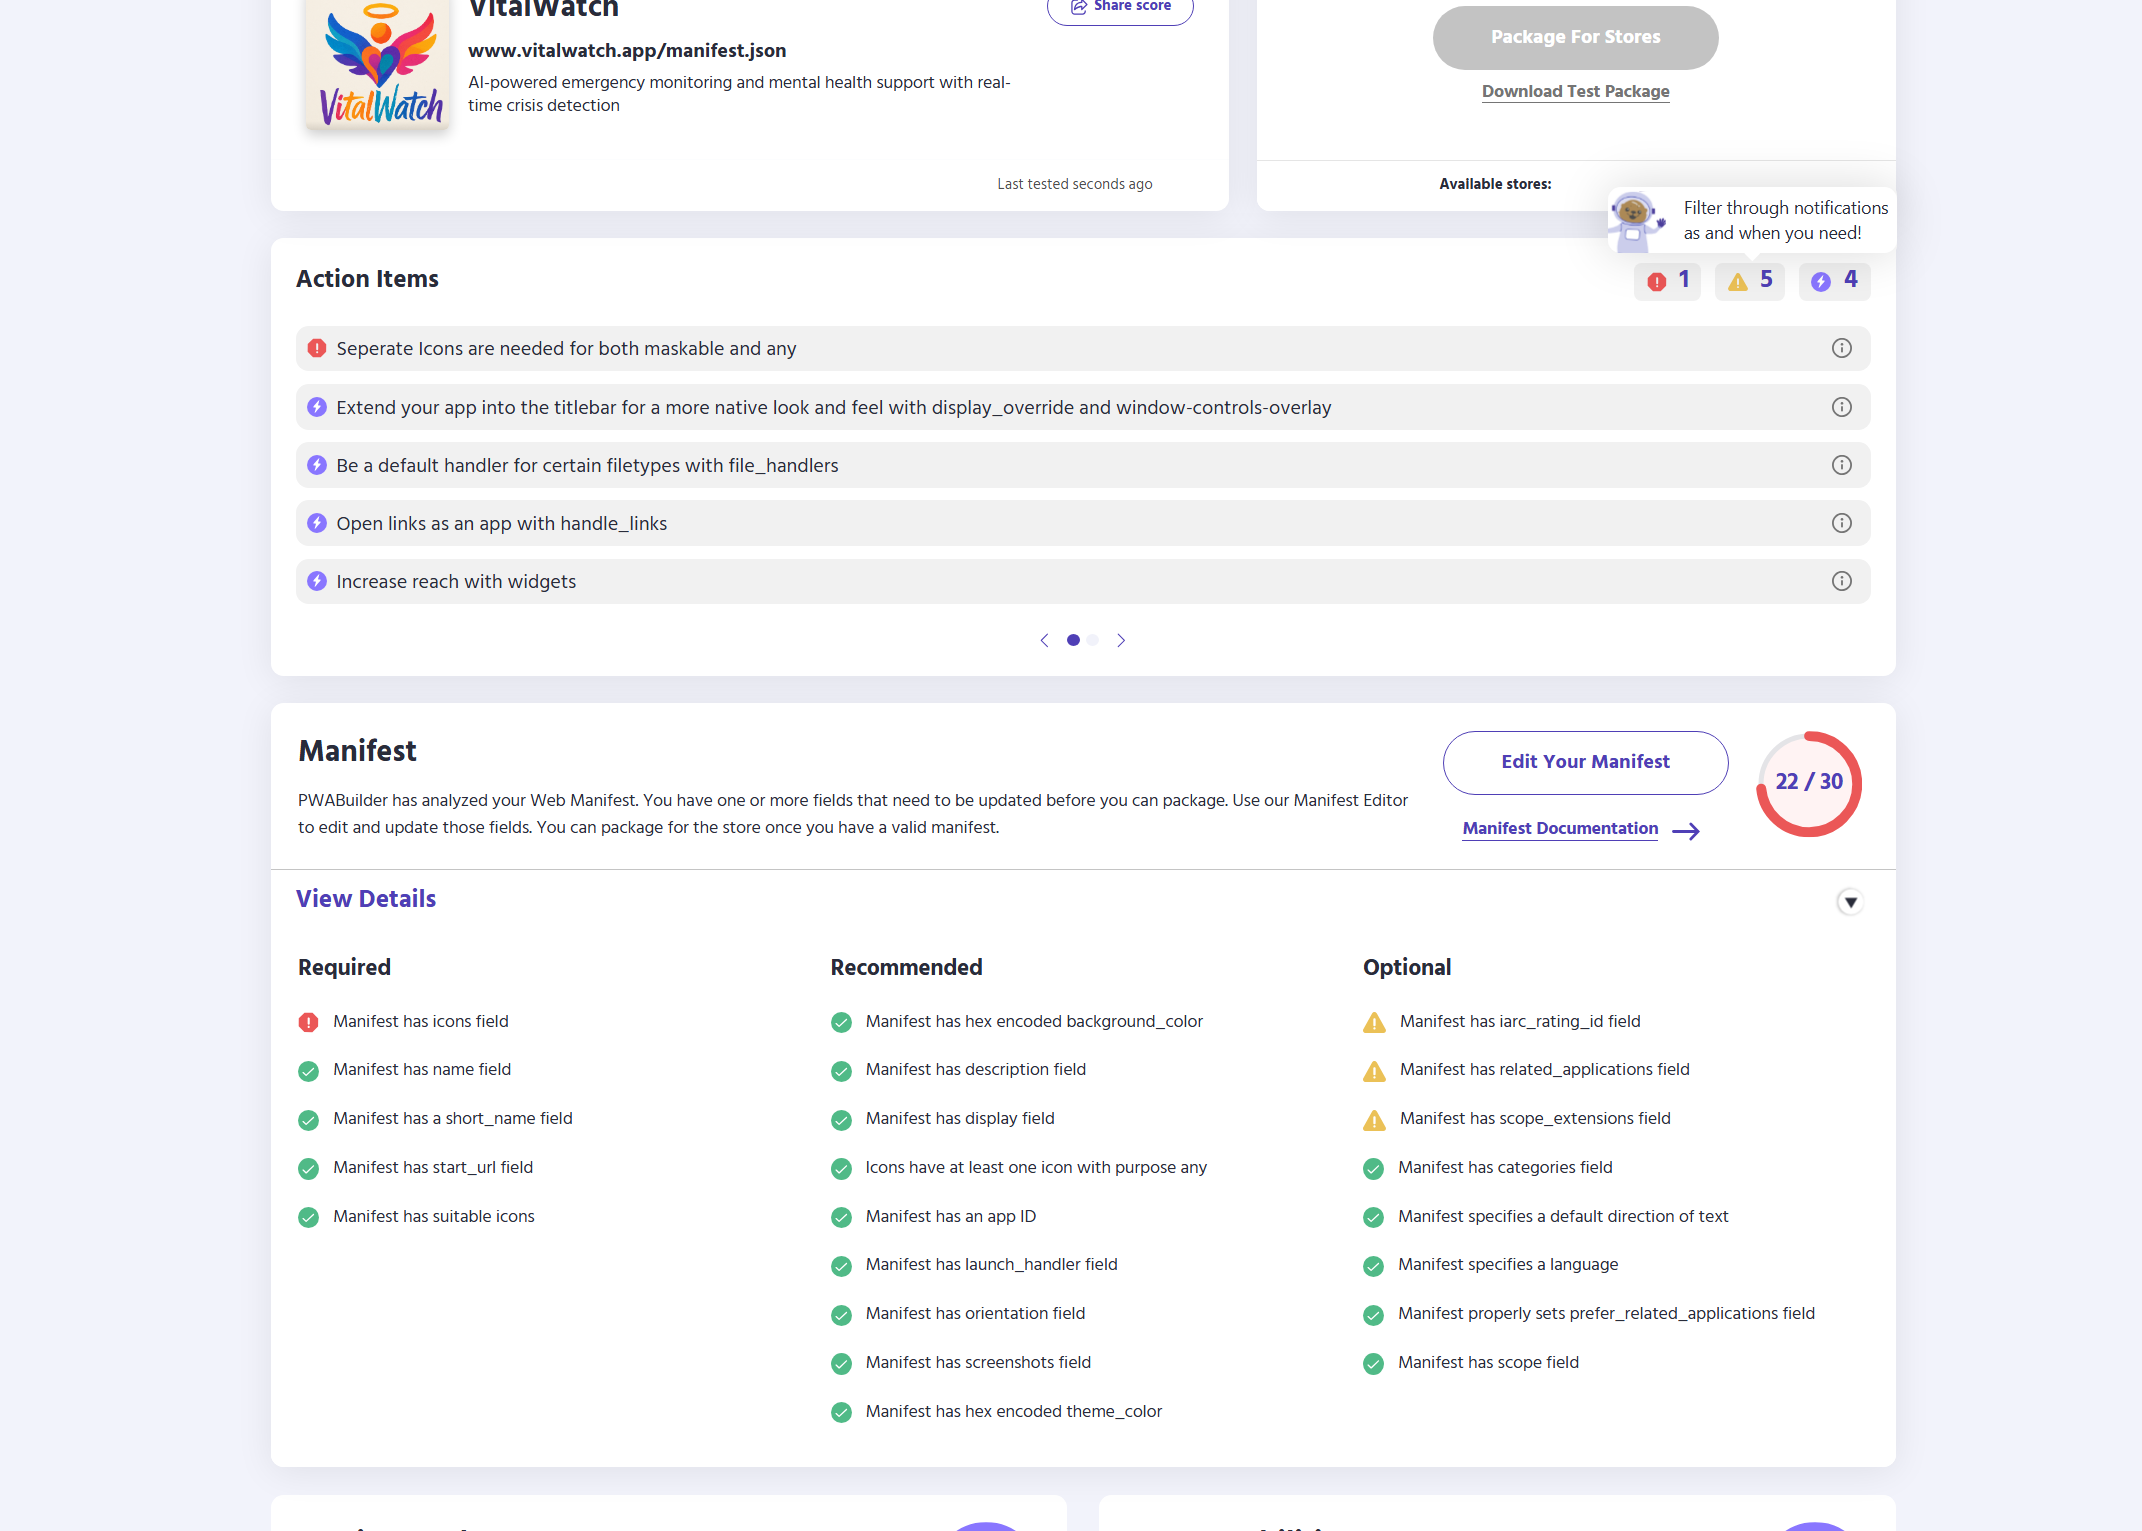 VitalWatch
Share score
www.vitalwatch.app/manifest.json
AI-powered emergency monitoring and mental health support with real-
time crisis detection
VitalWatch
Last tested seconds ago
Package For Stores
Download Test Package
Available stores:
Filter through notifications
as and when you need!
Action Items
1
5
4
Seperate Icons are needed for both maskable and any
Extend your app into the titlebar for a more native look and feel with display_override and window-controls-overlay
Be a default handler for certain filetypes with file_handlers
Open links as an app with handle_links
Increase reach with widgets
Manifest
PWABuilder has analyzed your Web Manifest. You have one or more fields that need to be updated before you can package. Use our Manifest Editor
to edit and update those fields. You can package for the store once you have a valid manifest.
Edit Your Manifest
Manifest Documentation
22 / 30
View Details
Required
Manifest has icons field
Manifest has name field
Manifest has a short_name field
Manifest has start_url field
Manifest has suitable icons
Recommended
Manifest has hex encoded background_color
Manifest has description field
Manifest has display field
Icons have at least one icon with purpose any
Manifest has an app ID
Manifest has launch_handler field
Manifest has orientation field
Manifest has screenshots field
Manifest has hex encoded theme_color
Optional
Manifest has iarc_rating_id field
Manifest has related_applications field
Manifest has scope_extensions field
Manifest has categories field
Manifest specifies a default direction of text
Manifest specifies a language
Manifest properly sets prefer_related_applications field
Manifest has scope field